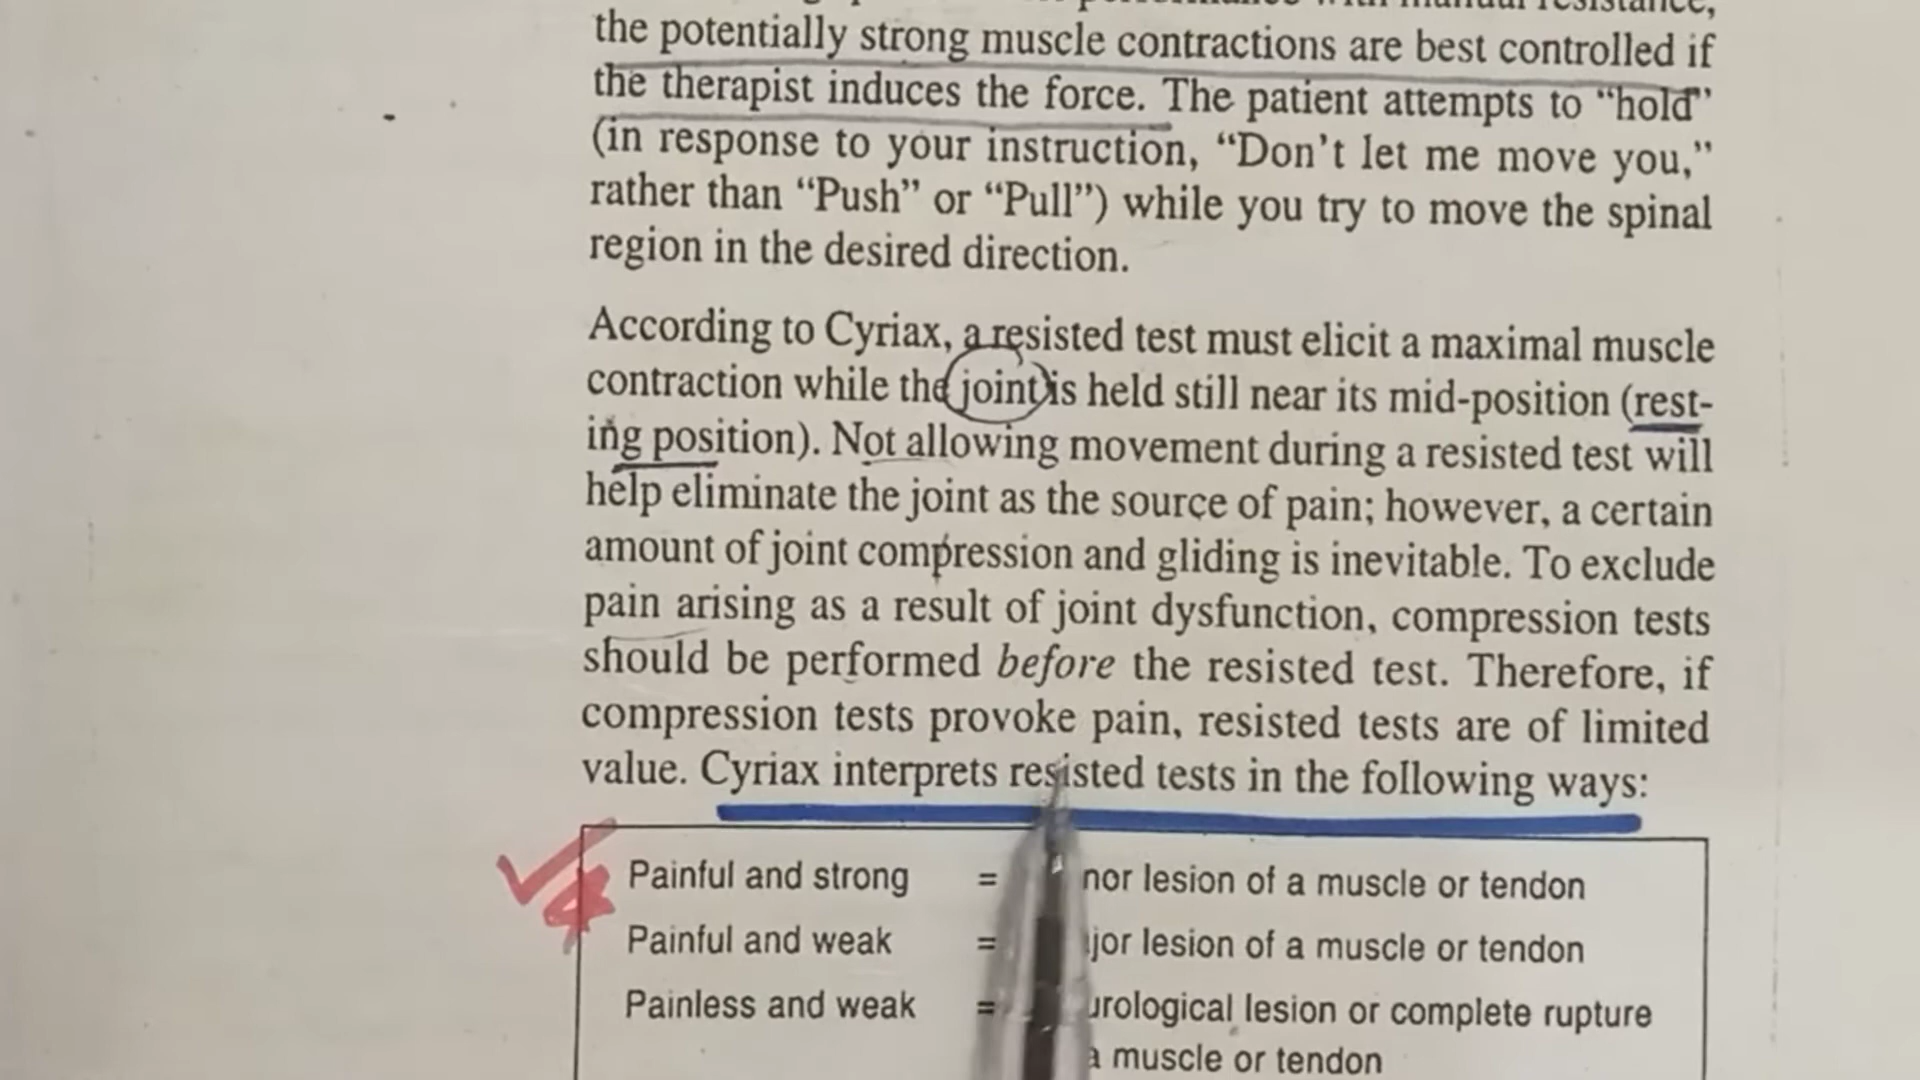 the potentially strong muscle contractions are best controlled if
the therapist induces the force. The patient attempts to “hold”
(in response to your instruction, “Don’t let me move you,”
rather than “Push” or “Pull”) while you try to move the spinal
region in the desired direction.
According to Cyriax, a resisted test must elicit a maximal muscle
contraction while the joint is held still near its mid-position (rest-
ing position). Not allowing movement during a resisted test will
help eliminate the joint as the source of pain; however, a certain
amount of joint compression and gliding is inevitable. To exclude
pain arising as a result of joint dysfunction, compression tests
should be performed before the resisted test. Therefore, if
compression tests provoke pain, resisted tests are of limited
value. Cyriax interprets resisted tests in the following ways:
Painful and strong = nor lesion of a muscle or tendon
Painful and weak = jor lesion of a muscle or tendon
Painless and weak = urological lesion or complete rupture
a muscle or tendon